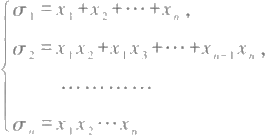 σ₁ = x₁ + x₂ + ⋯ + xₙ ,
σ₂ = x₁x₂ + x₁x₃ + ⋯ + xₙ₋₁xₙ ,
…………
σₙ = x₁x₂ ⋯ xₙ